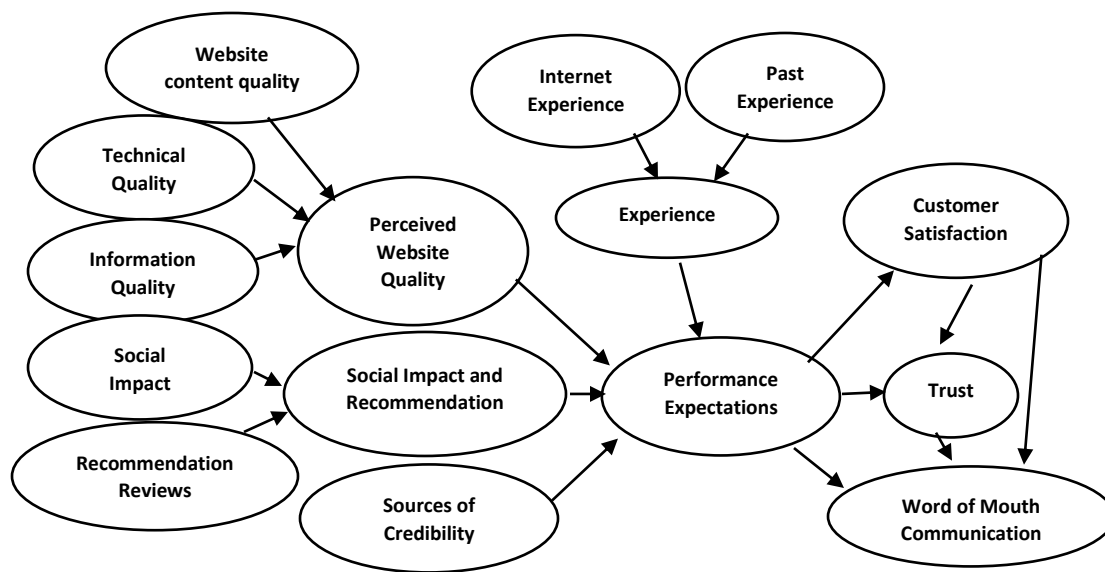 Website
content quality
Internet
Experience
Past
Experience
Technical
Quality
Experience
Customer
Satisfaction
Perceived
Website
Quality
Information
Quality
Social
Impact
Social Impact and
Recommendation
Performance
Expectations
Trust
Recommendation
Reviews
Sources of
Credibility
Word of Mouth
Communication